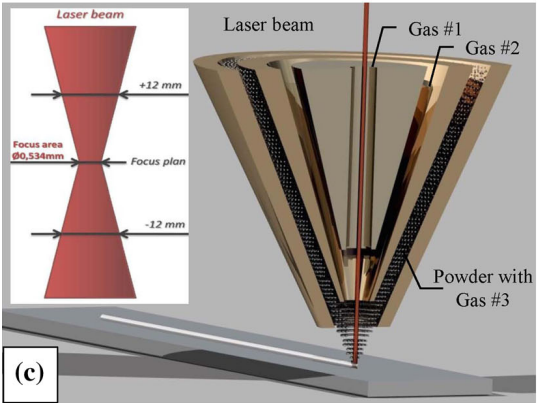 Laser beam
+12 mm
Focus area
Ø0,534mm
Focus plan
-12 mm
Laser beam
Gas #1
Gas #2
Powder with
Gas #3
(c)